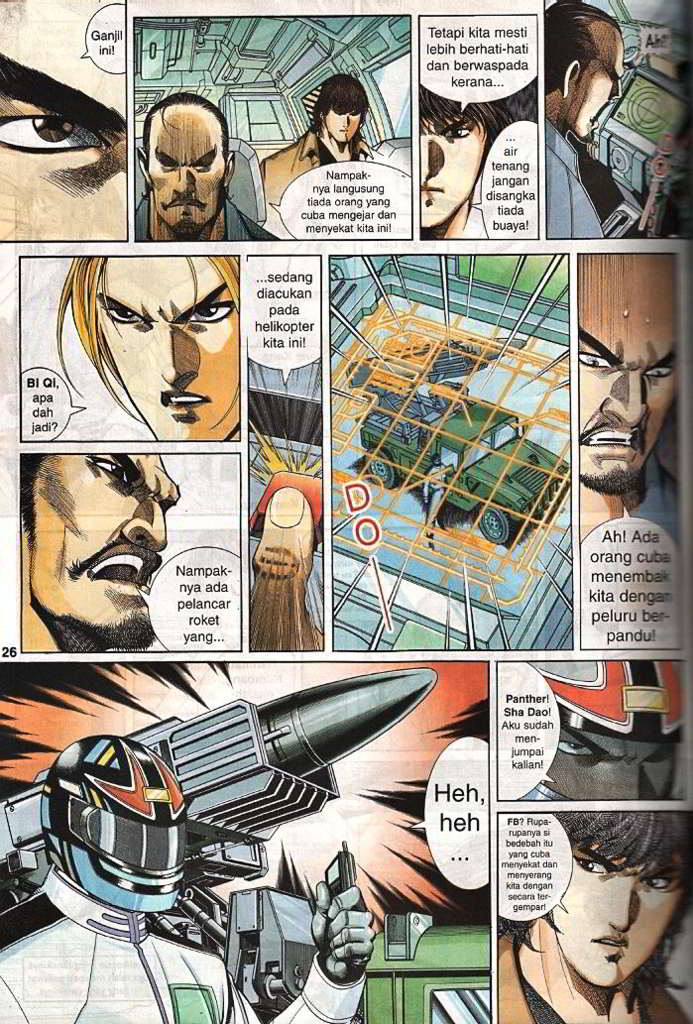 Ganjil
ini!
Nampak-
nya langusung
tiada orang yang
cuba mengejar dan
menyekat kita ini!
Tetapi kita mesti
lebih berhati-hati
dan berwaspada
kerana...
...
air
tenang
jangan
disangka
tiada
buaya!
Ah!
BI QI,
apa
dah
jadi?
Nampak-
nya ada
pelancar
roket
yang...
...sedang
diacukan
pada
helikopter
kita ini!
DO
Ah! Ada
orang cuba
menembak
kita dengan
peluru ber-
pandu!
26
Heh,
heh
...
Panther!
Sha Dao!
Aku sudah
men-
jumpai
kalian!
FB? Rupa-
rupanya si
bedebah itu
yang cuba
menyekat dan
menyerang
kita dengan
secara ter-
gempar!